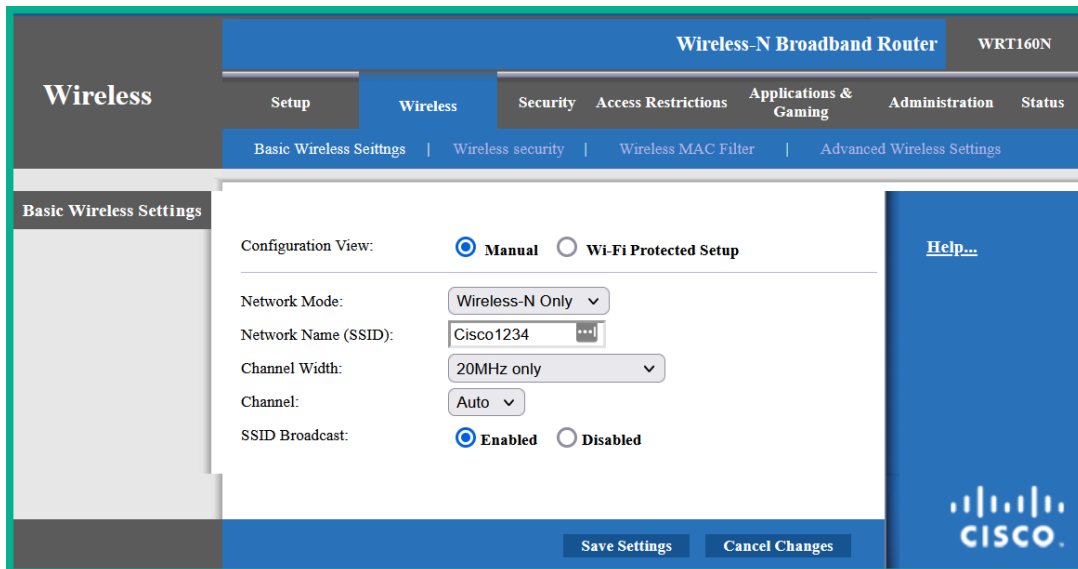 Wireless-N Broadband Router WRT160N
Wireless
Setup Wireless Security Access Restrictions Applications & Gaming Administration Status
Basic Wireless Seittngs | Wireless security | Wireless MAC Filter | Advanced Wireless Settings
Basic Wireless Settings
Configuration View: Manual Wi-Fi Protected Setup
Help...
Network Mode: Wireless-N Only
Network Name (SSID): Cisco1234
Channel Width: 20MHz only
Channel: Auto
SSID Broadcast: Enabled Disabled
CISCO.
Save Settings Cancel Changes